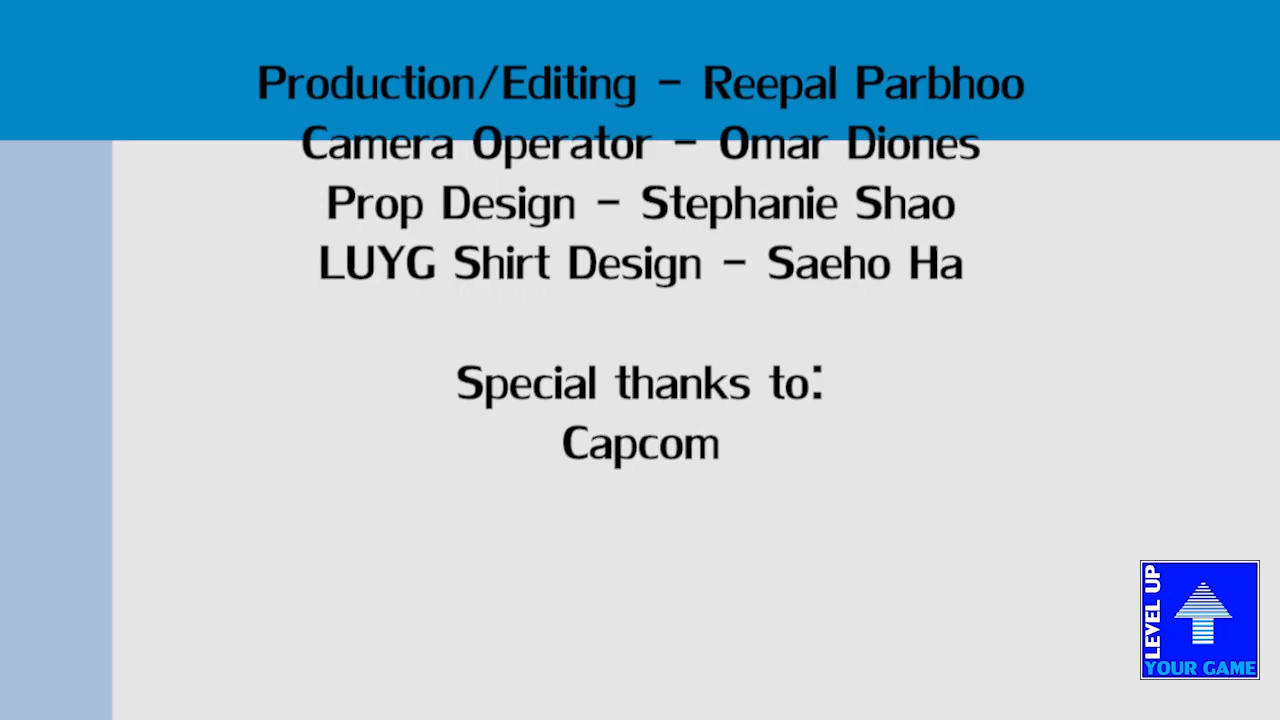 Production/Editing - Reepal Parbhoo
Camera Operator - Omar Diones
Prop Design - Stephanie Shao
LUYG Shirt Design - Saeho Ha
Special thanks to:
Capcom
LEVEL UP
YOUR GAME